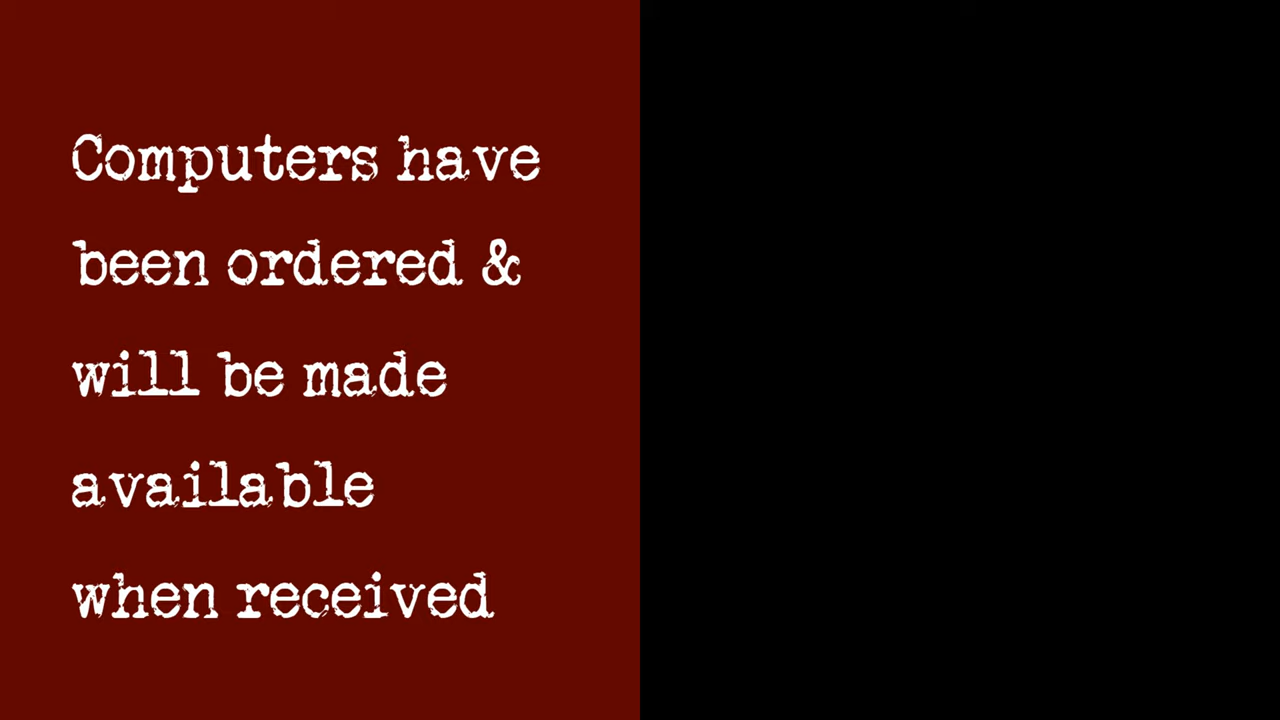 Computers have
been ordered &
will be made
available
when received